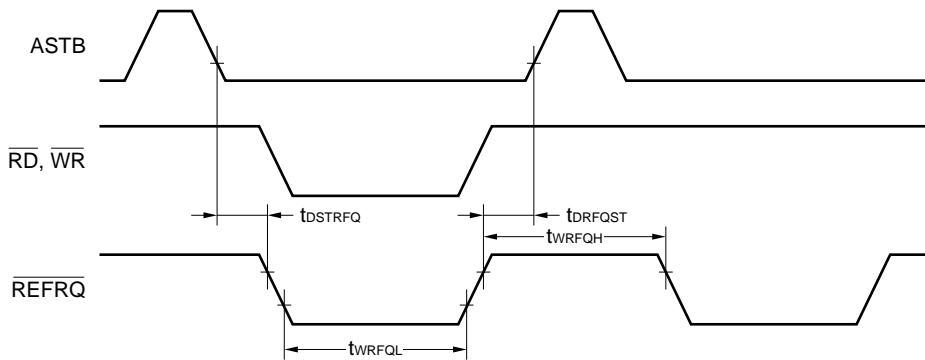 ASTB
RD, WR
tDSTRFQ
tDRFQST
tWRFQH
REFRQ
tWRFQL